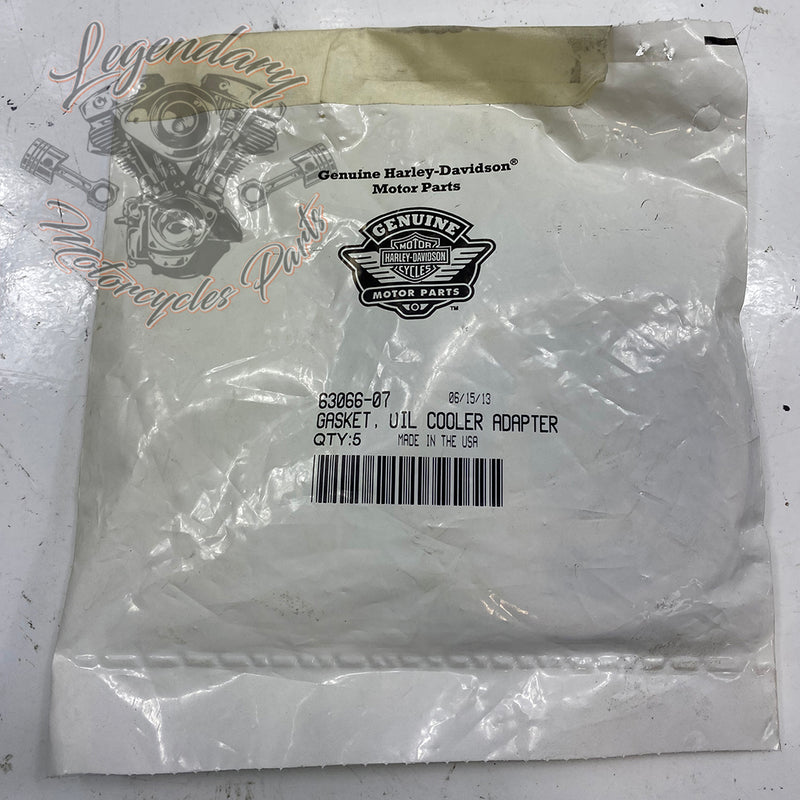 Legendary
Motorcycles Parts
Genuine Harley-Davidson®
Motor Parts
GENUINE
MOTOR
HARLEY-DAVIDSON
CYCLES
MOTOR PARTS
™
63066-07 06/15/13
GASKET, OIL COOLER ADAPTER
QTY:5 MADE IN THE USA